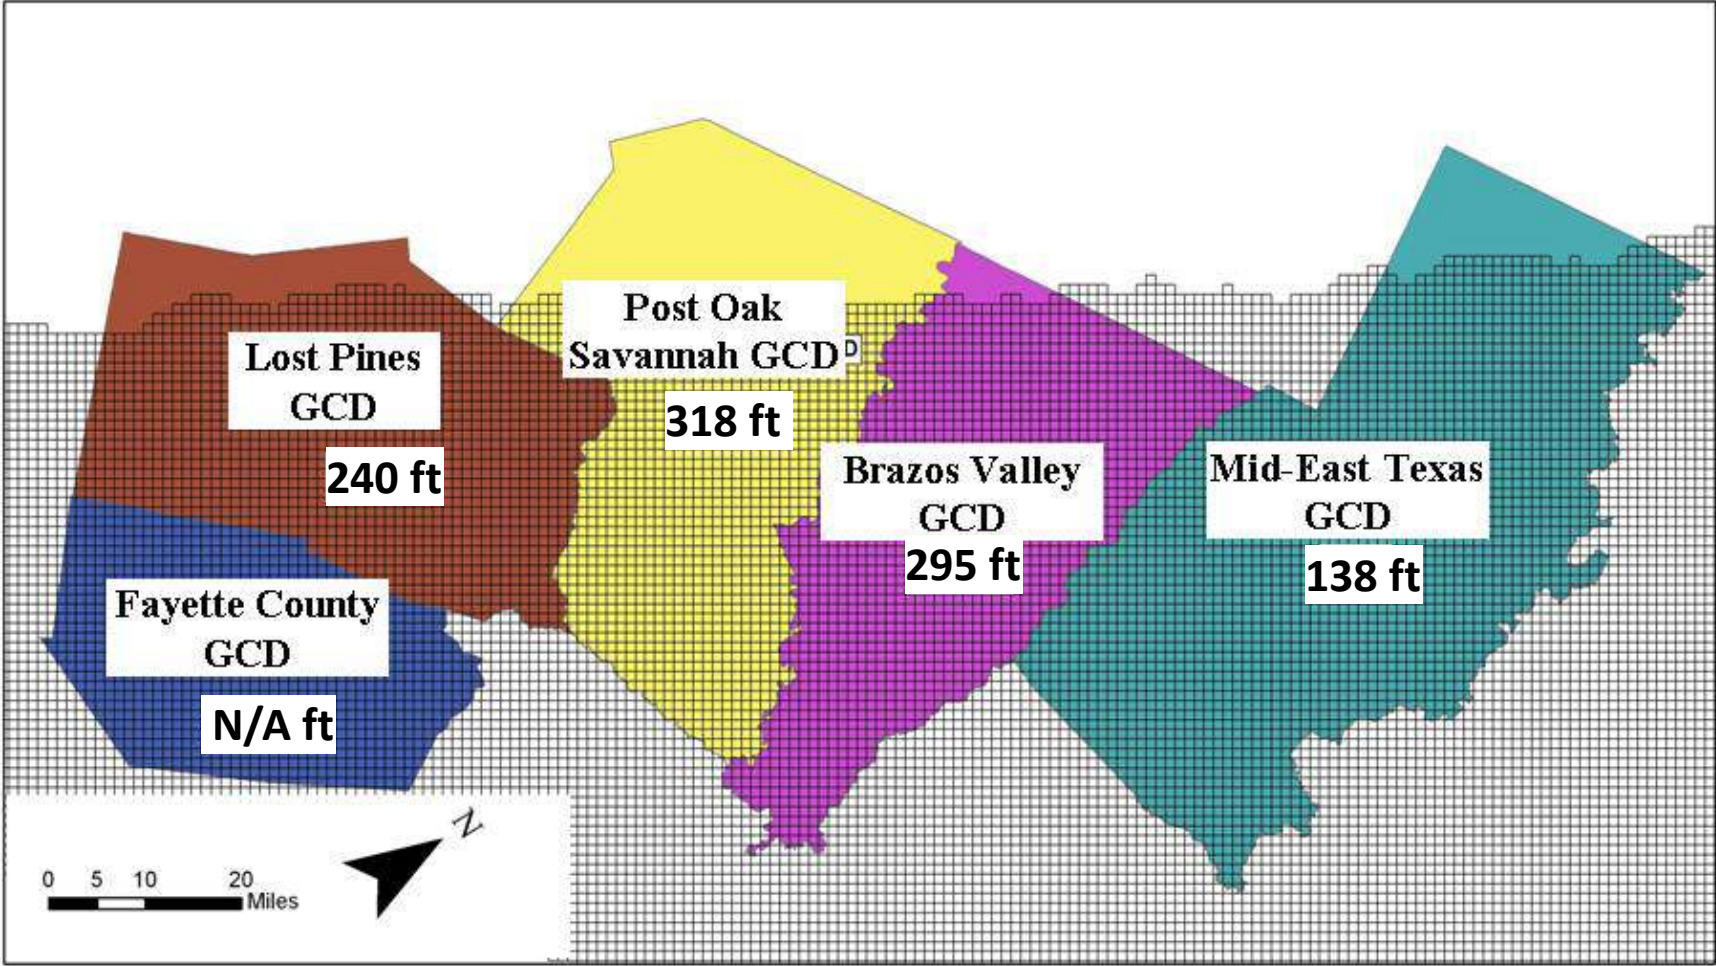 Post Oak
Savannah GCD
D
318 ft
Lost Pines
GCD
240 ft
Brazos Valley
GCD
295 ft
Mid-East Texas
GCD
138 ft
Fayette County
GCD
N/A ft
N
0 5 10 20
Miles